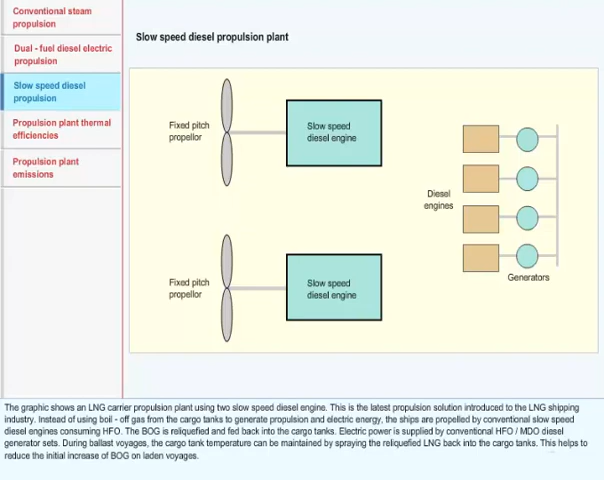 Conventional steam
propulsion
Dual - fuel diesel electric
propulsion
Slow speed diesel
propulsion
Propulsion plant thermal
efficiencies
Propulsion plant
emissions
Slow speed diesel propulsion plant
Fixed pitch
propellor
Slow speed
diesel engine
Diesel
engines
Generators
Fixed pitch
propellor
Slow speed
diesel engine
The graphic shows an LNG carrier propulsion plant using two slow speed diesel engine. This is the latest propulsion solution introduced to the LNG shipping
industry. Instead of using boil - off gas from the cargo tanks to generate propulsion and electric energy, the ships are propelled by conventional slow speed
diesel engines consuming HFO. The BOG is reliquefied and fed back into the cargo tanks. Electric power is supplied by conventional HFO / MDO diesel
generator sets. During ballast voyages, the cargo tank temperature can be maintained by spraying the reliquefied LNG back into the cargo tanks. This helps to
reduce the initial increase of BOG on laden voyages.